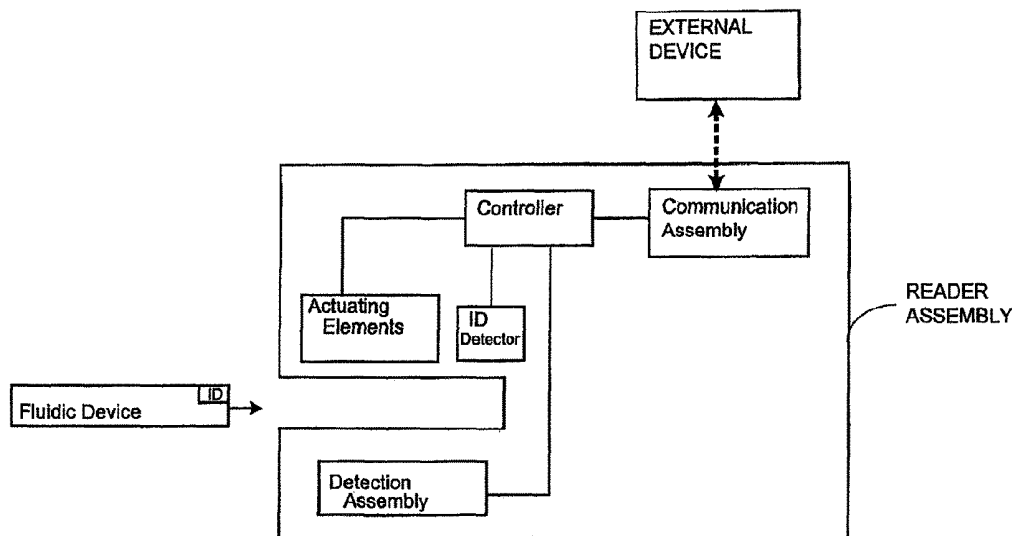 EXTERNAL
DEVICE
Controller
Communication
Assembly
Actuating
Elements
ID
Detector
READER
ASSEMBLY
ID
Fluidic Device
Detection
Assembly